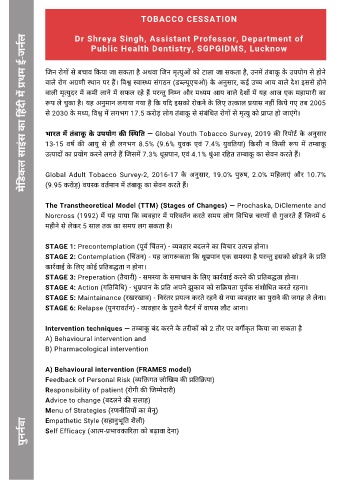 TOBACCO CESSATION
Dr Shreya Singh, Assistant Professor, Department of
Public Health Dentistry, SGPGIDMS, Lucknow
जिन रोगों से बचाव किया जा सकता है अथवा जिन मृत्युओं को टाला जा सकता है, उनमें तंबाकू के उपयोग से होने
वाले रोग अग्रणी स्थान पर हैं। विश्व स्वास्थ्य संगठन (डब्ल्यूएचओ) के अनुसार, कई उच्च आय वाले देश इससे होने
वाली मृत्युदर में कमी लाने में सफल रहे हैं परन्तु निम्न और मध्यम आय वाले देशों में यह आज एक महामारी का
रूप ले चुका है। यह अनुमान लगाया गया है कि यदि इसको रोकने के लिए तत्काल प्रयास नहीं किये गए तब 2005
से 2030 के मध्य, विश्व में लगभग 17.5 करोड़ लोग तंबाकू से संबंधित रोगों से मृत्यु को प्राप्त हो जाएंगे।
भारत में तंबाकू के उपयोग की स्थिति — Global Youth Tobacco Survey, 2019 की रिपोर्ट के अनुसार
13-15 वर्ष की आयु से ही लगभग 8.5% (9.6% युवक एवं 7.4% युवतियां) किसी न किसी रूप में तम्बाकू
उत्पादों का प्रयोग करने लगते हैं जिसमें 7.3% धूम्रपान, एवं 4.1% धुंआ रहित तम्बाकू का सेवन करते हैं।
Global Adult Tobacco Survey-2, 2016-17 के अनुसार, 19.0% पुरुष, 2.0% महिलाएं और 10.7%
(9.95 करोड़) वयस्क वर्तमान में तंबाकू का सेवन करते हैं।
The Transtheoretical Model (TTM) (Stages of Changes) — Prochaska, DiClemente and
Norcross (1992) में यह पाया कि व्यवहार में परिवर्तन करते समय लोग विभिन्न चरणों से गुजरते हैं जिनमें 6
महीने से लेकर 5 साल तक का समय लग सकता है।
STAGE 1: Precontemplation (पूर्व चिंतन) - व्यवहार बदलने का विचार उत्पन्न होना।
STAGE 2: Contemplation (चिंतन) - यह जागरूकता कि धूम्रपान एक समस्या है परन्तु इसको छोड़ने के प्रति
कार्रवाई के लिए कोई प्रतिबद्धता न होना।
STAGE 3: Preperation (तैयारी) - समस्या के समाधान के लिए कार्रवाई करने की प्रतिबद्धता होना।
STAGE 4: Action (गतिविधि) - धूम्रपान के प्रति अपने झुकाव को सक्रियता पूर्वक संशोधित करते रहना।
STAGE 5: Maintainance (रखरखाव) - निरंतर प्रयत्न करते रहने से नया व्यवहार का पुराने की जगह ले लेना।
STAGE 6: Relapse (पुनरावर्तन) - व्यवहार के पुराने पैटर्न में वापस लौट आना।
Intervention techniques — तम्बाकू बंद करने के तरीकों को 2 तौर पर वर्गीकृत किया जा सकता है
A) Behavioural intervention and
B) Pharmacological intervention
A) Behavioural intervention (FRAMES model)
Feedback of Personal Risk (व्यक्तिगत जोखिम की प्रतिक्रिया)
Responsibility of patient (रोगी की जिम्मेदारी)
Advice to change (बदलने की सलाह)
Menu of Strategies (रणनीतियों का मेनू)
Empathetic Style (सहानुभूति शैली)
Self Efficacy (आत्म-प्रभावकारिता को बढ़ावा देना)
मेडिकल साइंस का हिंदी में प्रथम ई-जर्नल
पुनर्नवा